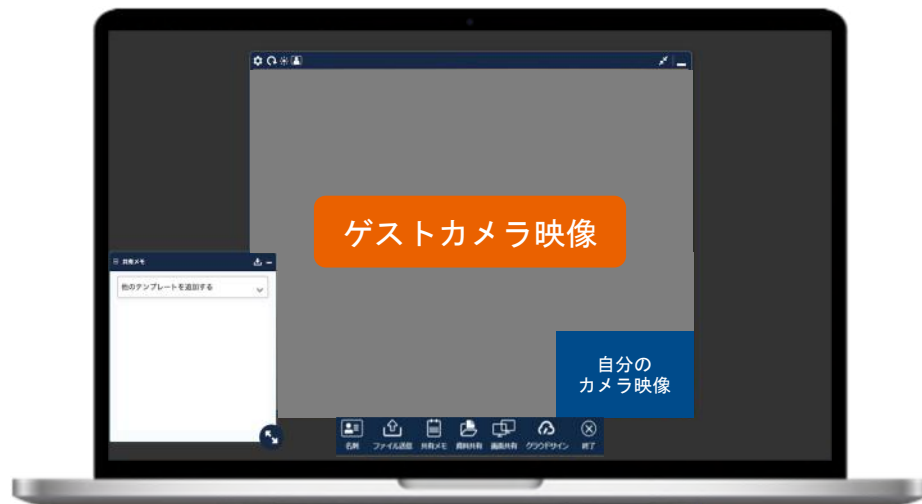 ゲストカメラ映像
共有メモ
他のテンプレートを追加する
自分の
カメラ映像
名刺 ファイル送信 共有メモ 資料共有 画面共有 クラウドサイン 終了